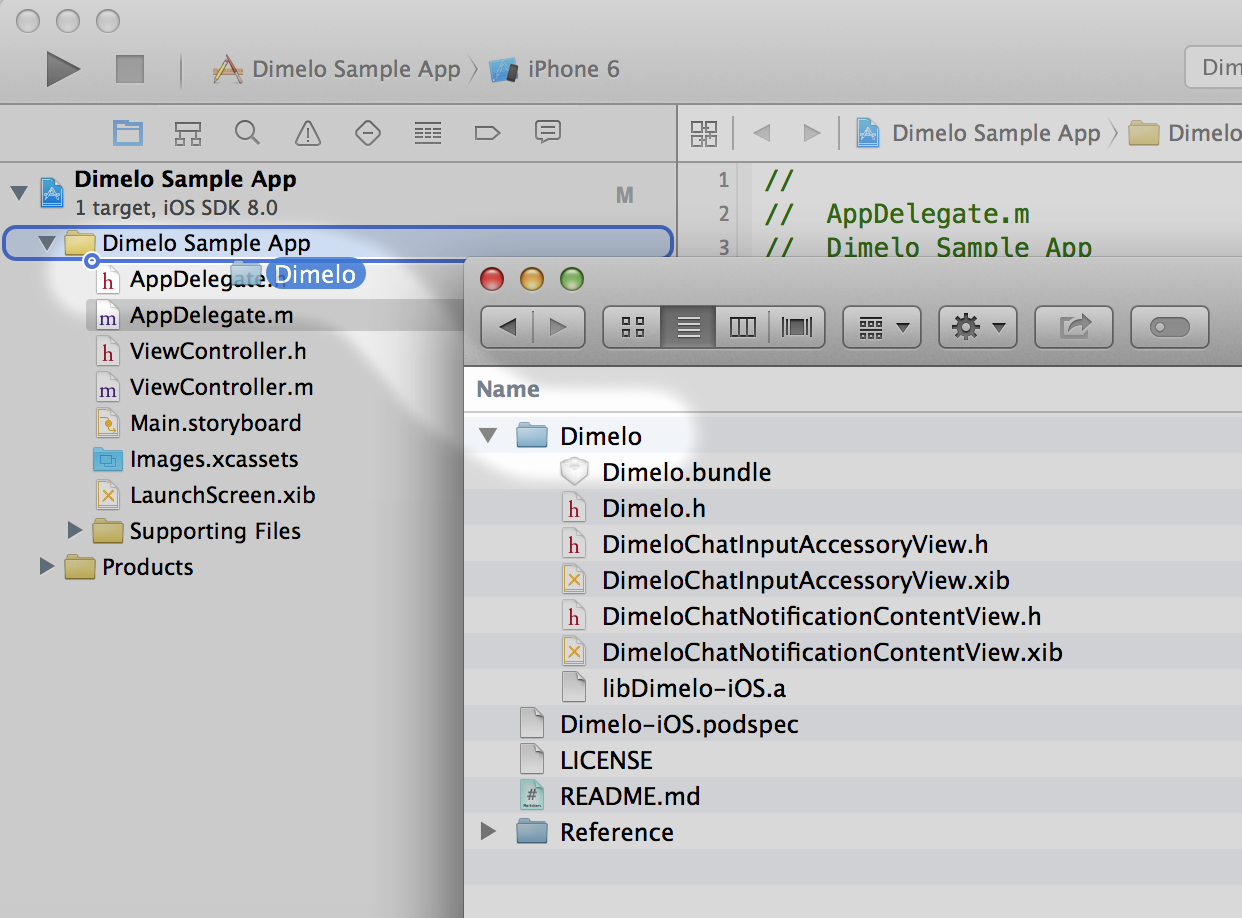 Dimelo Sample App
iPhone 6
Dim
Dimelo Sample App
Dimelo
Dimelo Sample App
1 target, iOS SDK 8.0
M
Dimelo Sample App
AppDelegate.h
Dimelo
AppDelegate.m
ViewController.h
ViewController.m
Main.storyboard
Images.xcassets
LaunchScreen.xib
Supporting Files
Products
1 //
2 // AppDelegate.m
3 // Dimelo Sample App
Name
Dimelo
Dimelo.bundle
Dimelo.h
DimeloChatInputAccessoryView.h
DimeloChatInputAccessoryView.xib
DimeloChatNotificationContentView.h
DimeloChatNotificationContentView.xib
libDimelo-iOS.a
Dimelo-iOS.podspec
LICENSE
README.md
Reference